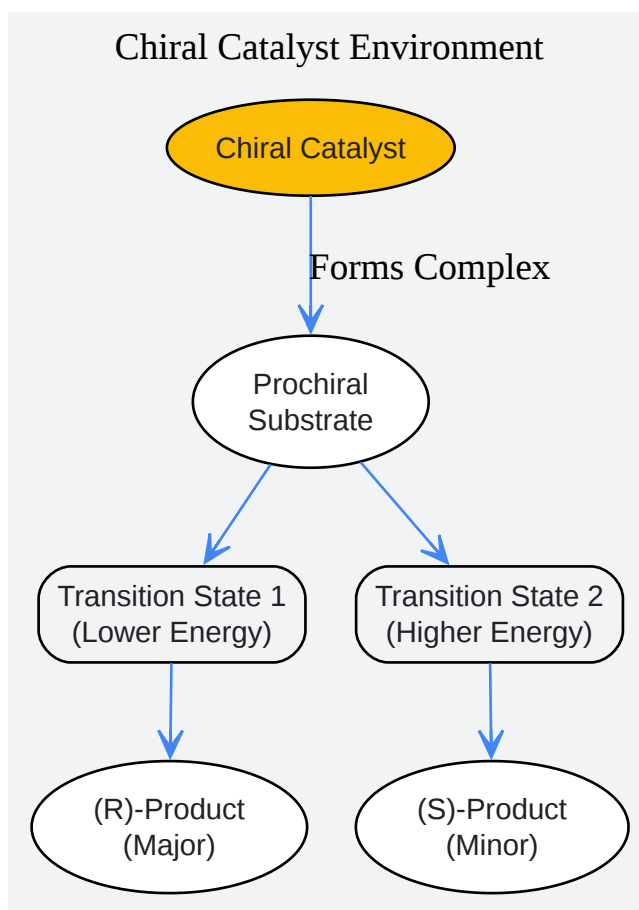 Chiral Catalyst Environment
Chiral Catalyst
Forms Complex
Prochiral
Substrate
Transition State 1
(Lower Energy)
Transition State 2
(Higher Energy)
(R)-Product
(Major)
(S)-Product
(Minor)